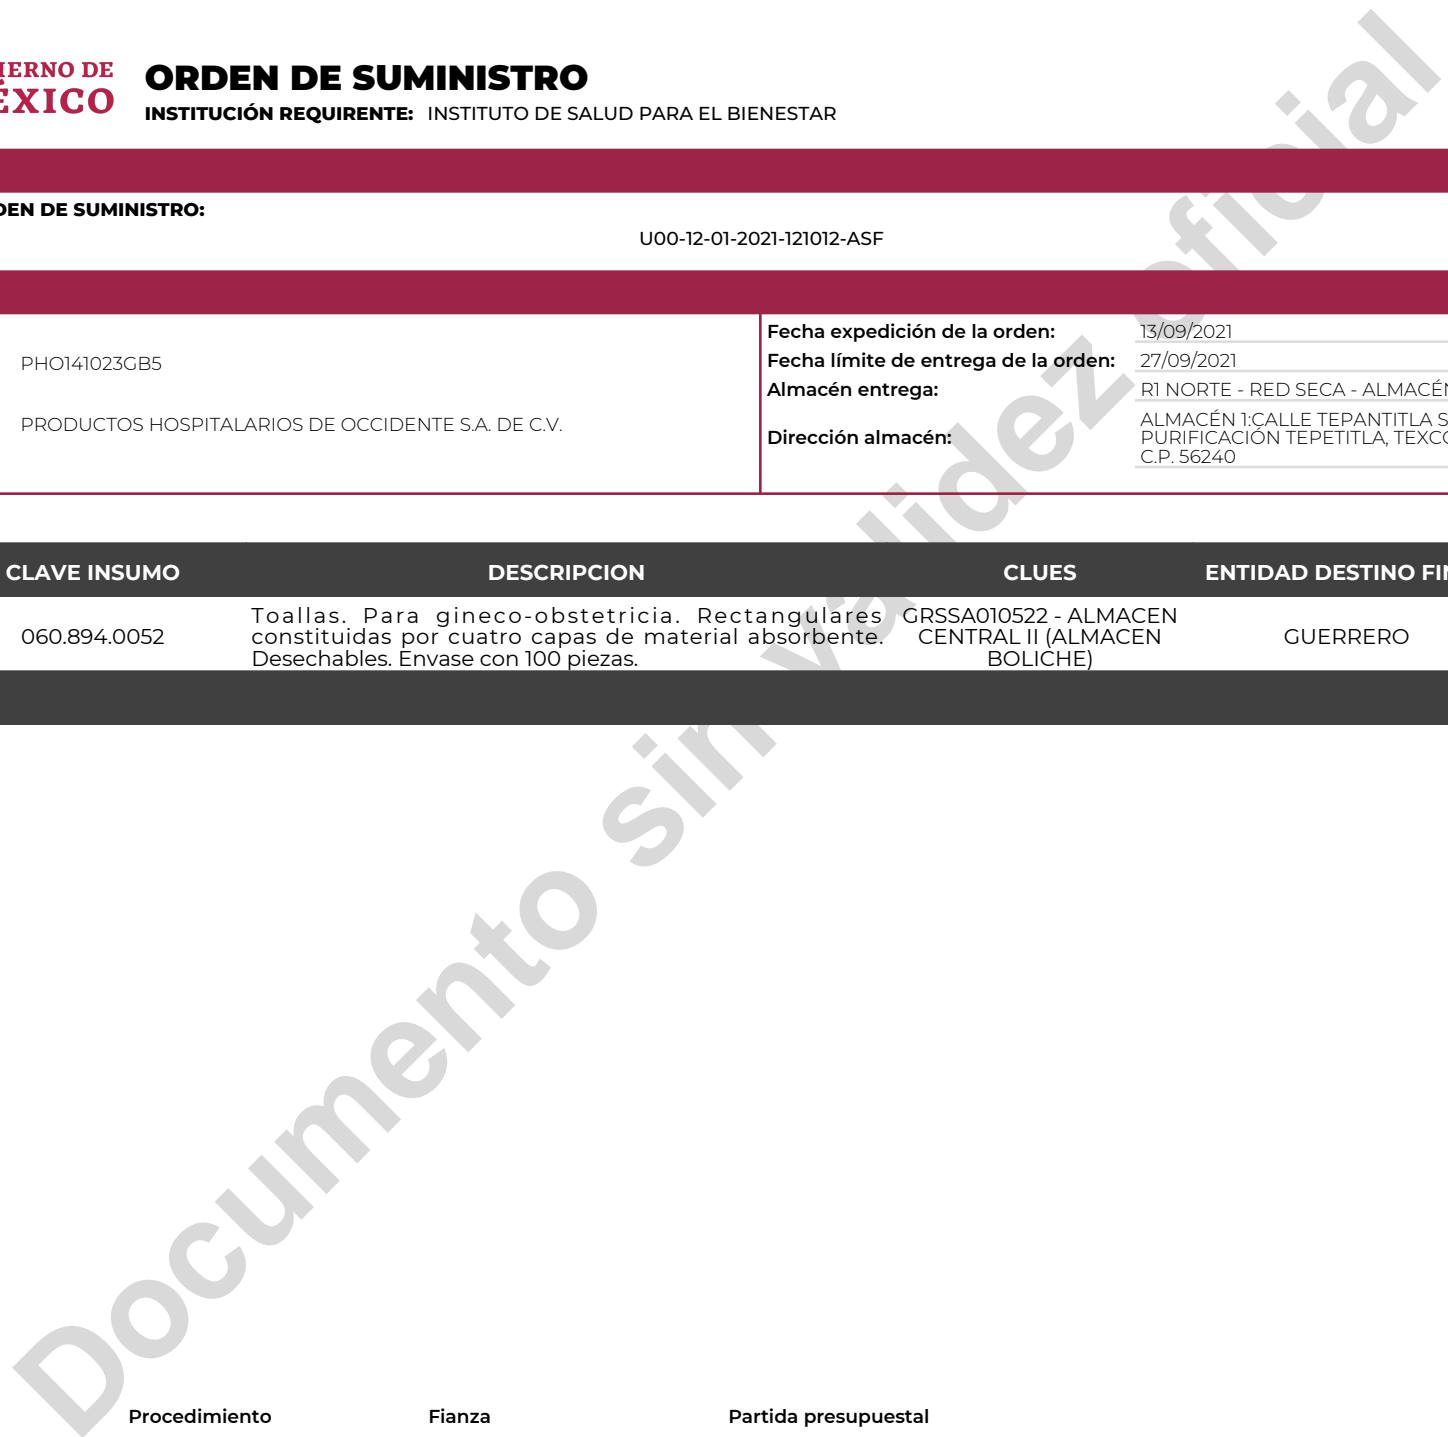 IERNO DE
ÉXICO
ORDEN DE SUMINISTRO
INSTITUCIÓN REQUIRENTE: INSTITUTO DE SALUD PARA EL BIENESTAR
DEN DE SUMINISTRO:
U00-12-01-2021-121012-ASF
PHO141023GB5
PRODUCTOS HOSPITALARIOS DE OCCIDENTE S.A. DE C.V.
Fecha expedición de la orden: 13/09/2021
Fecha límite de entrega de la orden: 27/09/2021
Almacén entrega: R1 NORTE - RED SECA - ALMACÉN
Dirección almacén: ALMACÉN 1:CALLE TEPANTITLA S
PURIFICACIÓN TEPETITLA, TEXCO
C.P. 56240
CLAVE INSUMO DESCRIPCION CLUES ENTIDAD DESTINO FIN
060.894.0052
Toallas. Para gineco-obstetricia. Rectangulares
constituidas por cuatro capas de material absorbente.
Desechables. Envase con 100 piezas.
GRSSA010522 - ALMACEN
CENTRAL II (ALMACEN
BOLICHE)
GUERRERO
Documento sin validez oficial
Procedimiento Fianza Partida presupuestal